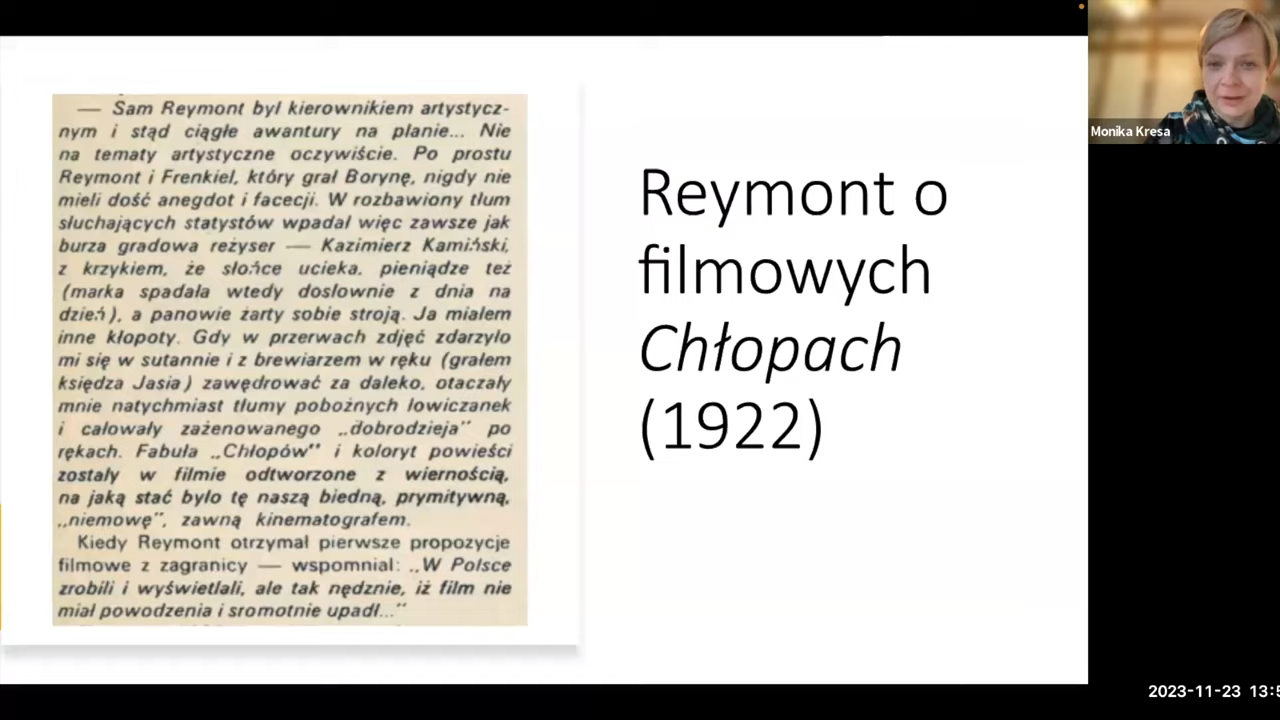 — Sam Reymont był kierownikiem artystycz-
nym i stąd ciągłe awantury na planie... Nie
na tematy artystyczne oczywiście. Po prostu
Reymont i Frenkiel, który grał Borynę, nigdy nie
mieli dość anegdot i facecji. W rozbawiony tłum
słuchających statystów wpadał więc zawsze jak
burza gradowa reżyser — Kazimierz Kamiński,
z krzykiem, że słońce ucieka, pieniądze też
(marka spadała wtedy dosłownie z dnia na
dzień), a panowie żarty sobie stroją. Ja miałem
inne kłopoty. Gdy w przerwach zdjęć zdarzyło
mi się w sutannie i z brewiarzem w ręku (grałem
księdza Jasia) zawędrować za daleko, otaczały
mnie natychmiast tłumy pobożnych łowiczanek
i całowały zażenowanego „dobrodzieja” po
rękach. Fabuła „Chłopów” i koloryt powieści
zostały w filmie odtworzone z wiernością,
na jaką stać było tę naszą biedną, prymitywną,
„niemowę”, zawną kinematografem.
Kiedy Reymont otrzymał pierwsze propozycje
filmowe z zagranicy — wspomniał: „W Polsce
zrobili i wyświetlali, ale tak nędznie, iż film nie
miał powodzenia i sromotnie upadł...”
Reymont o
filmowych
Chłopach
(1922)
Monika Kresa
2023-11-23 13:5